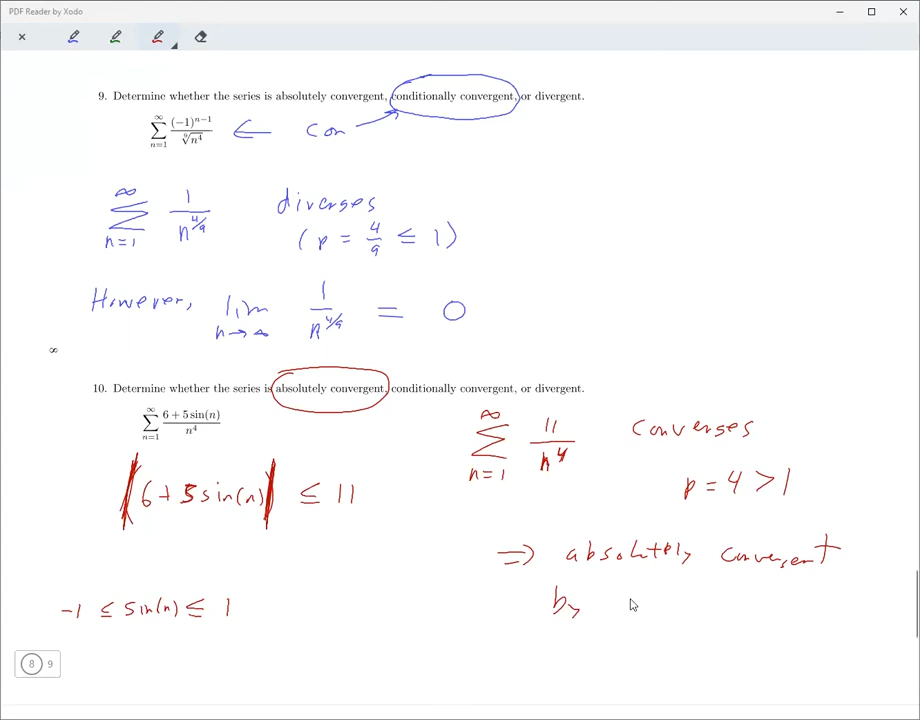 PDF Reader by Xodo
9. Determine whether the series is absolutely convergent, conditionally convergent, or divergent.
∞ ∑ n=1 (-1)^(n-1) / ⁹√n⁴ ← con
∞ ∑ n=1 1 / n^(4/9) diverges
(p = 4/9 ≤ 1)
However, lim n→∞ 1 / n^(4/9) = 0
∞
10. Determine whether the series is absolutely convergent, conditionally convergent, or divergent.
∞ ∑ n=1 6 + 5 sin(n) / n⁴
∞ ∑ n=1 11 / n⁴ converges
p = 4 > 1
|6 + 5 sin(n)| ≤ 11
⇒ absolutely convergent
by
-1 ≤ sin(n) ≤ 1
8 9